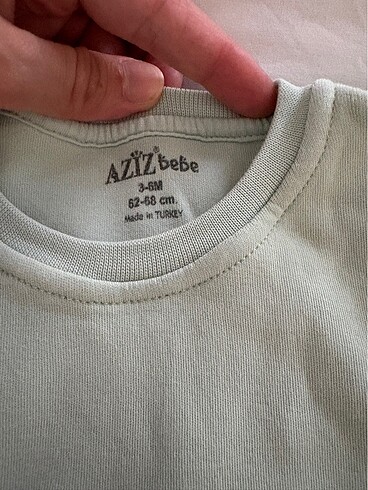 AZİZ® bebe
3-6M
62-68 cm.
Made in TURKEY